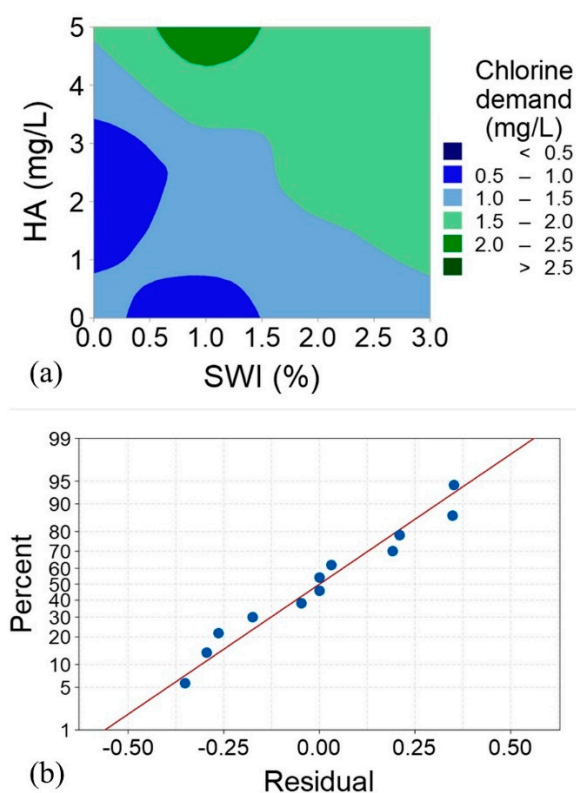 5
4
3
2
1
0
HA (mg/L)
0.0 0.5 1.0 1.5 2.0 2.5 3.0
SWI (%)
(a)
Chlorine
demand
(mg/L)
< 0.5
0.5 – 1.0
1.0 – 1.5
1.5 – 2.0
2.0 – 2.5
> 2.5
99
95
90
80
70
60
50
40
30
20
10
5
1
Percent
-0.50 -0.25 0.00 0.25 0.50
Residual
(b)